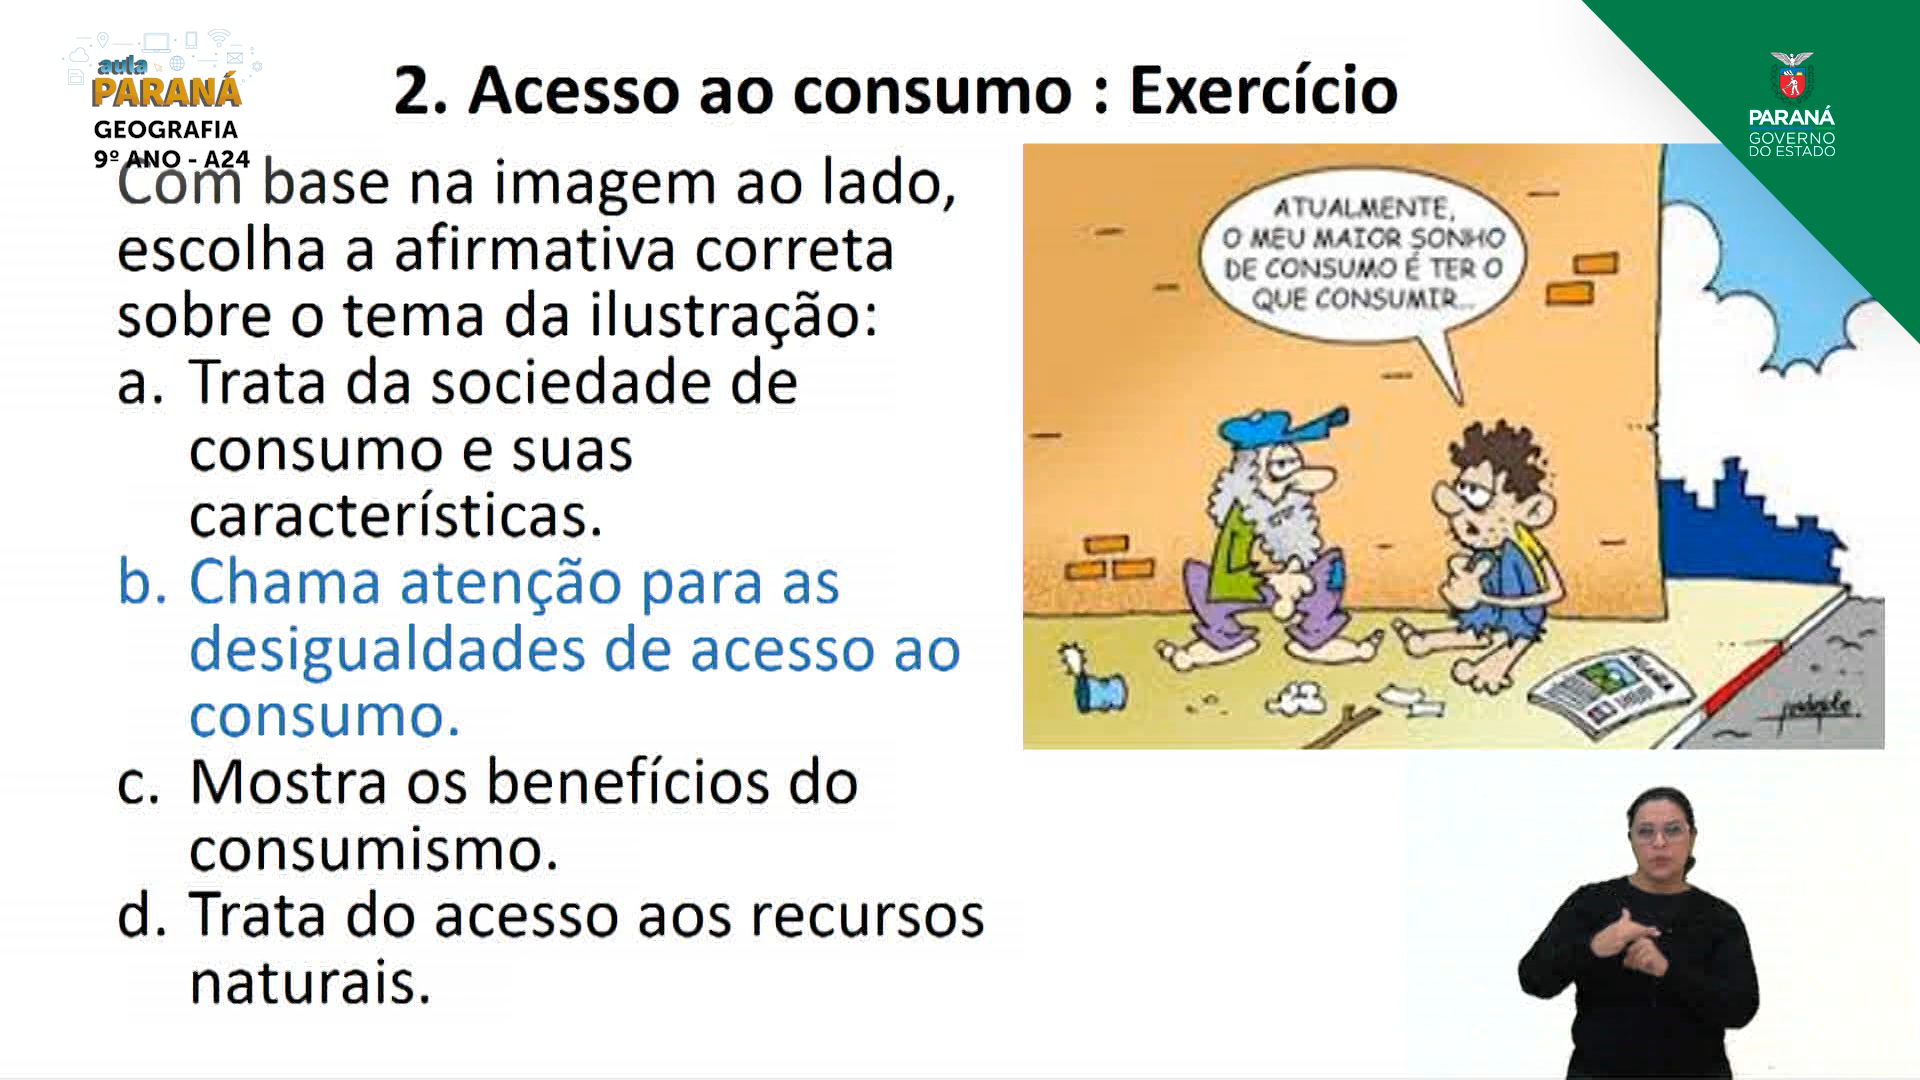 aula
PARANÁ
GEOGRAFIA
9º ANO - A24
2. Acesso ao consumo : Exercício
PARANÁ
GOVERNO
DO ESTADO
Com base na imagem ao lado,
escolha a afirmativa correta
sobre o tema da ilustração:
a. Trata da sociedade de
consumo e suas
características.
b. Chama atenção para as
desigualdades de acesso ao
consumo.
c. Mostra os benefícios do
consumismo.
d. Trata do acesso aos recursos
naturais.
ATUALMENTE,
O MEU MAIOR SONHO
DE CONSUMO É TER O
QUE CONSUMIR...